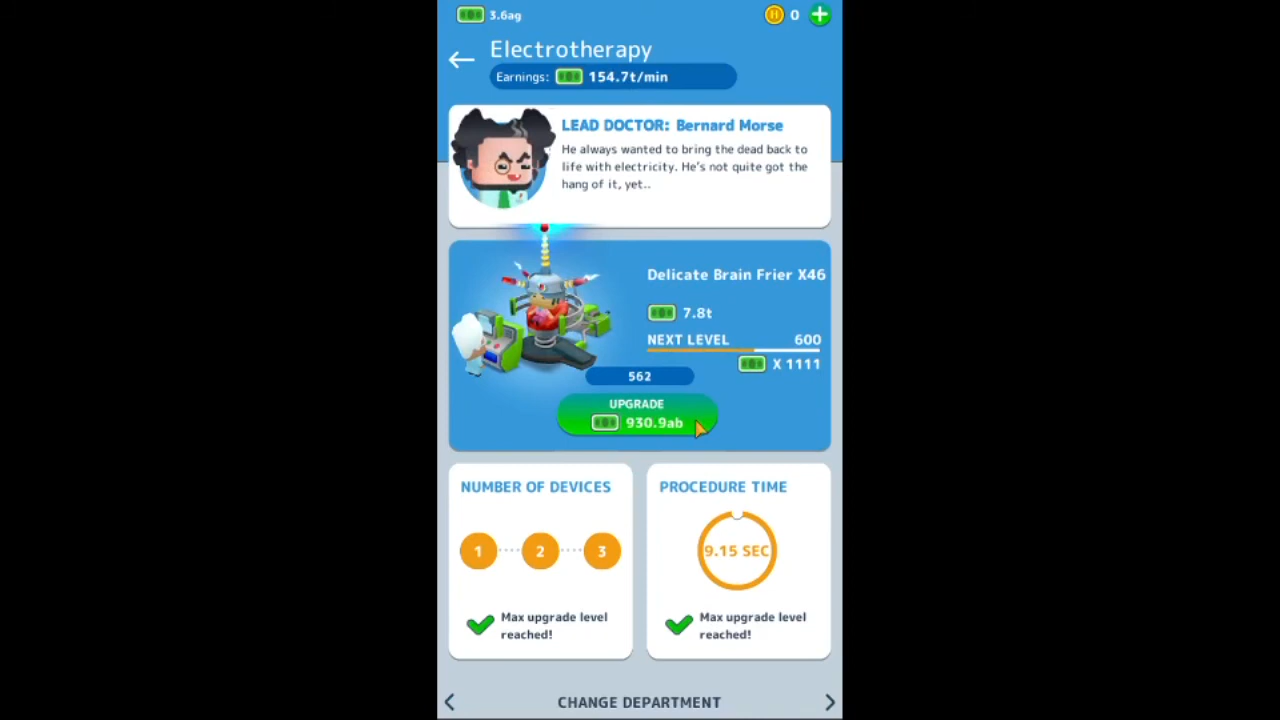 3.6ag
0
Electrotherapy
Earnings: 154.7t/min
LEAD DOCTOR: Bernard Morse
He always wanted to bring the dead back to
life with electricity. He's not quite got the
hang of it, yet..
Delicate Brain Frier X46
7.8t
NEXT LEVEL 600
X 1111
562
UPGRADE
930.9ab
NUMBER OF DEVICES
1 2 3
Max upgrade level
reached!
PROCEDURE TIME
9.15 SEC
Max upgrade level
reached!
CHANGE DEPARTMENT